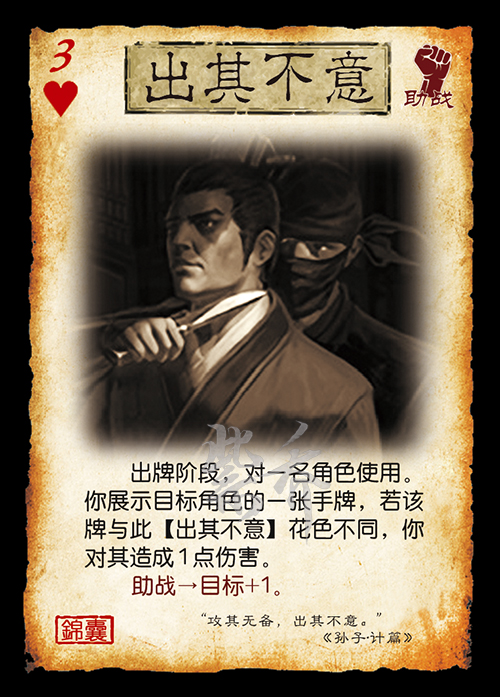 3
出其不意
助战
出牌阶段，对一名角色使用。
你展示目标角色的一张手牌，若该
牌与此【出其不意】花色不同，你
对其造成1点伤害。
助战→目标+1。
“攻其无备，出其不意。”
《孙子·计篇》
錦囊